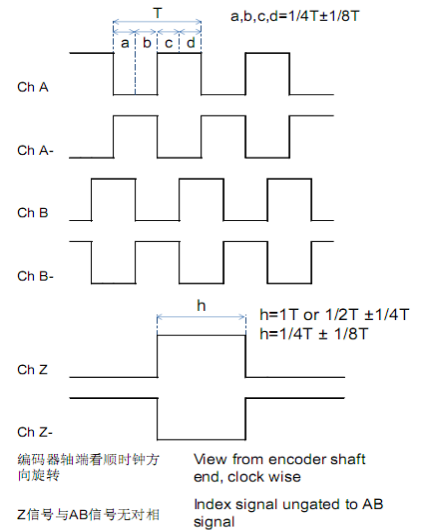 T
a,b,c,d=1/4T±1/8T
a b c d
Ch A
Ch A-
Ch B
Ch B-
h
h=1T or 1/2T ±1/4T
h=1/4T ± 1/8T
Ch Z
Ch Z-
编码器轴端看顺时钟方
向旋转
View from encoder shaft
end, clock wise
Z信号与AB信号无对相
Index signal ungated to AB
signal